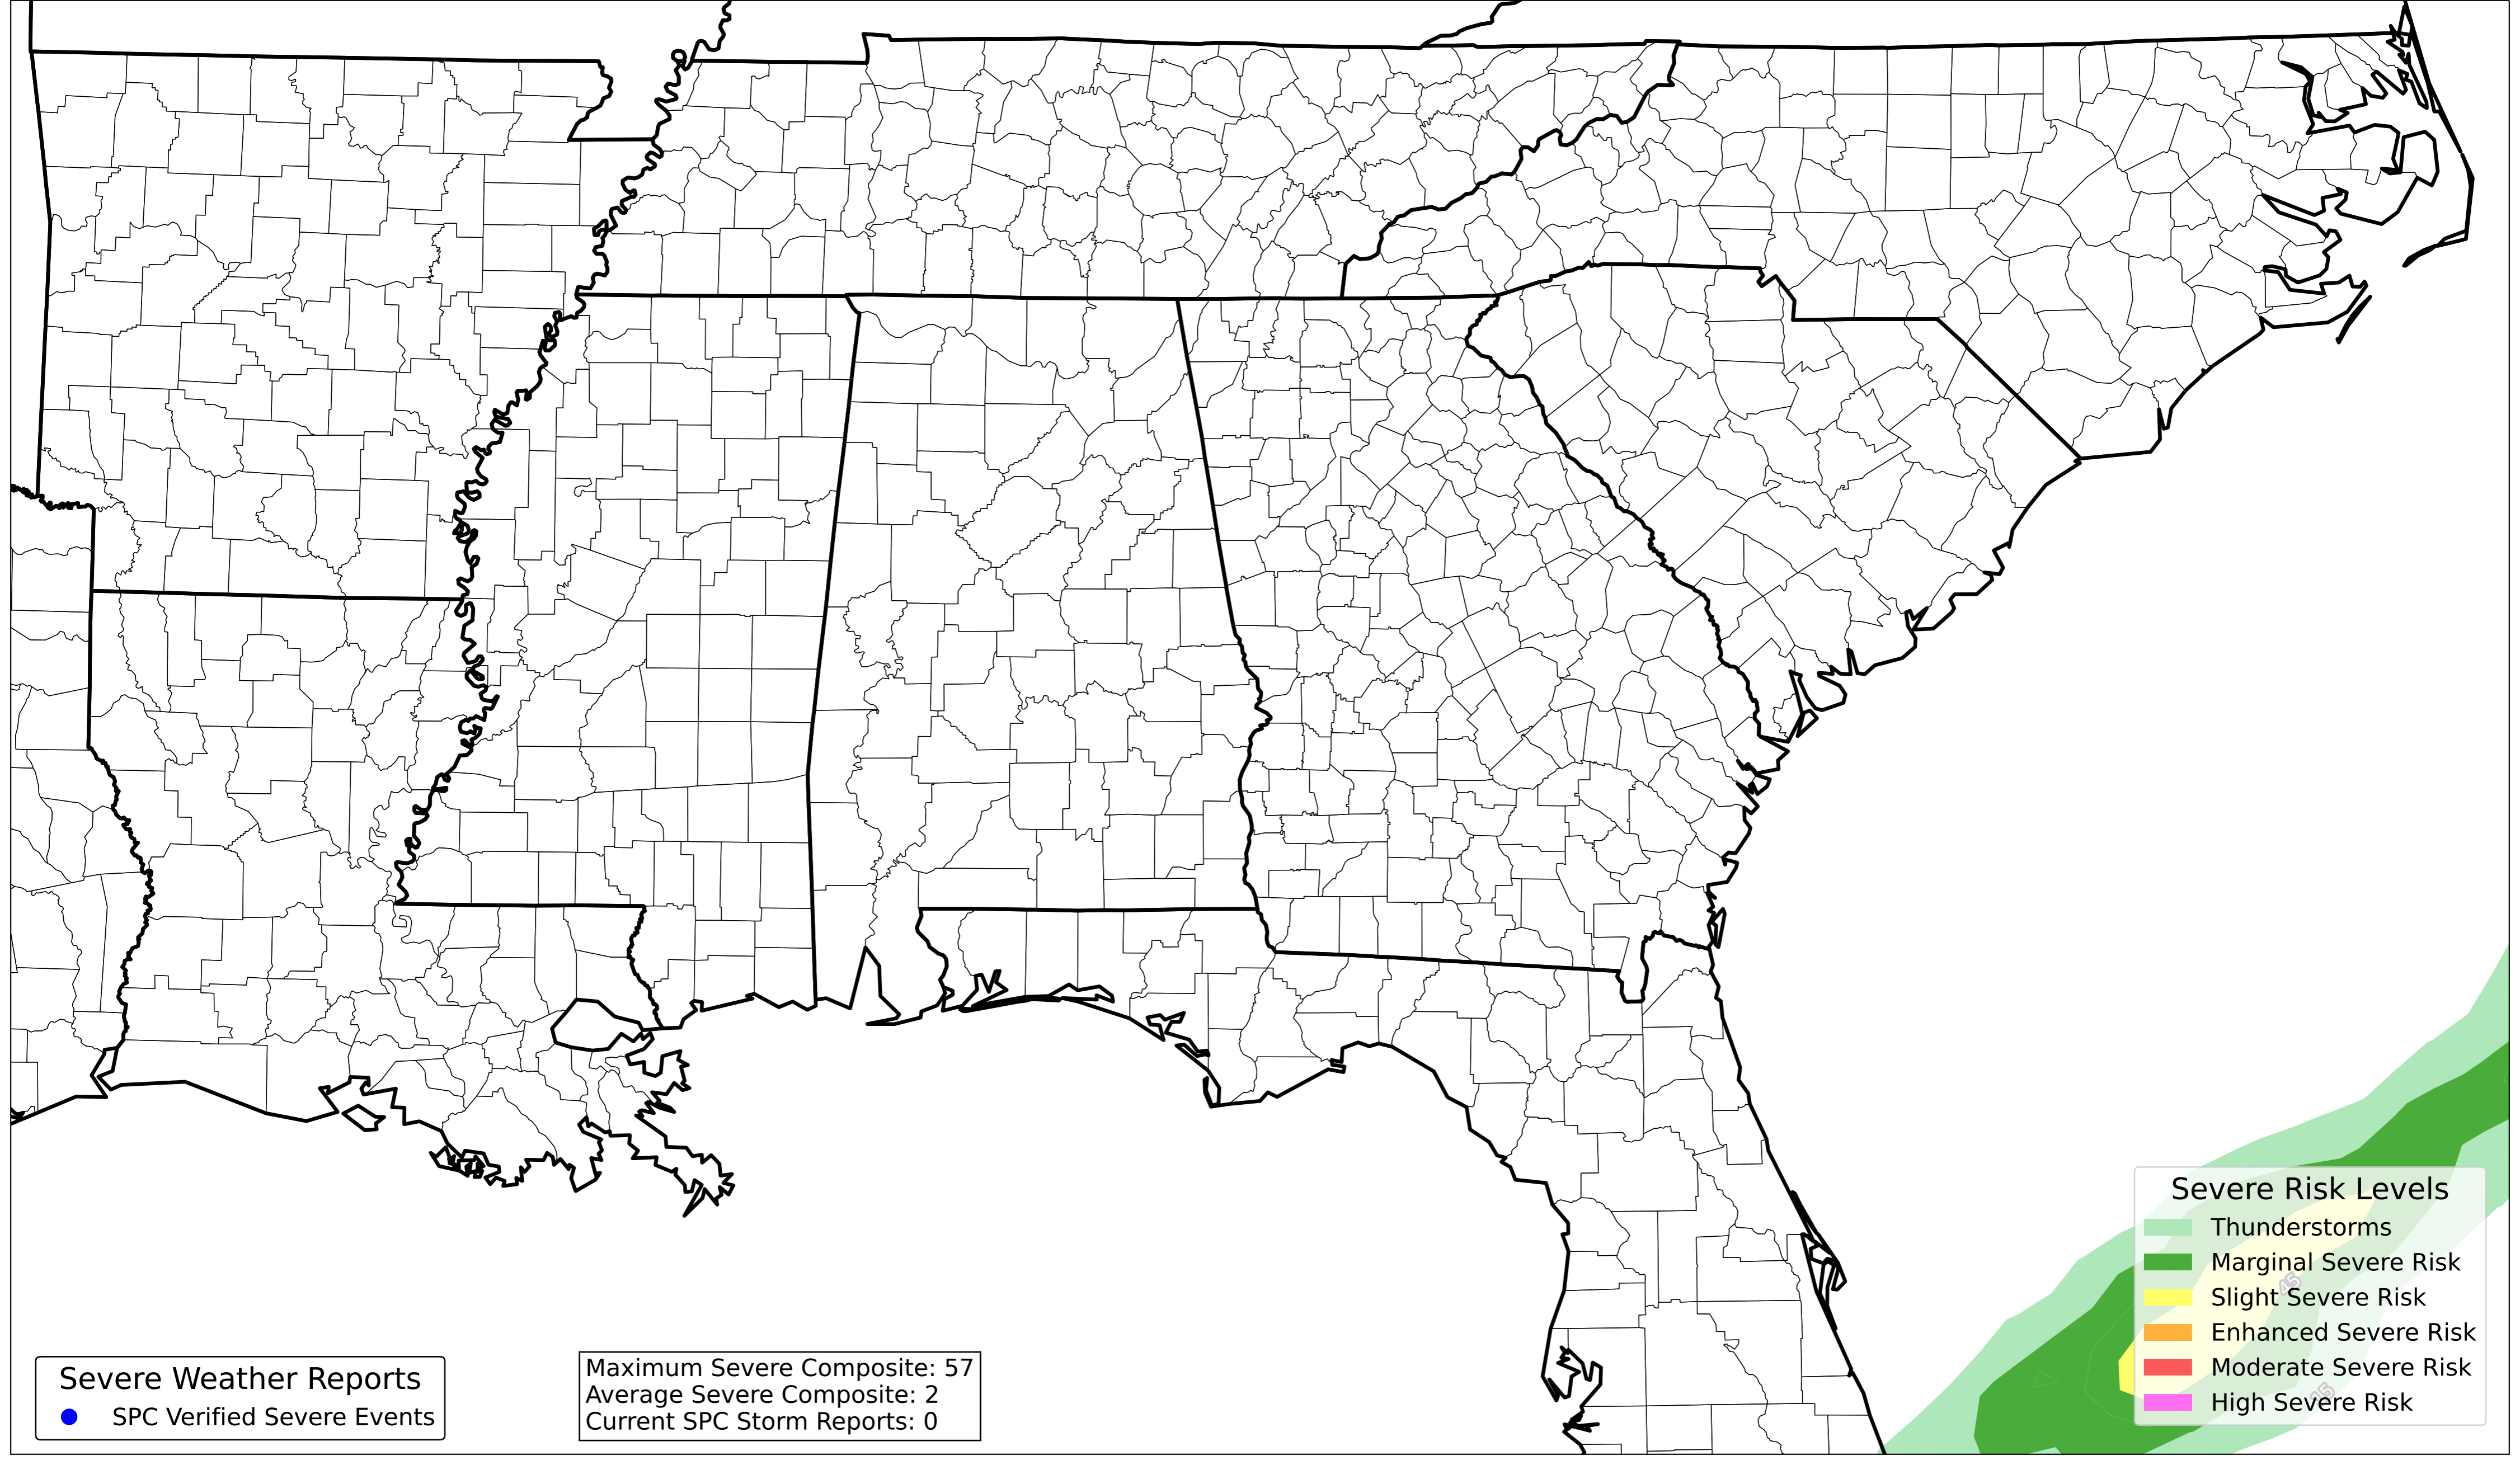 Severe Risk Levels
Thunderstorms
Marginal Severe Risk
Slight Severe Risk
Enhanced Severe Risk
Moderate Severe Risk
High Severe Risk
45
Severe Weather Reports
SPC Verified Severe Events
Maximum Severe Composite: 57
Average Severe Composite: 2
Current SPC Storm Reports: 0